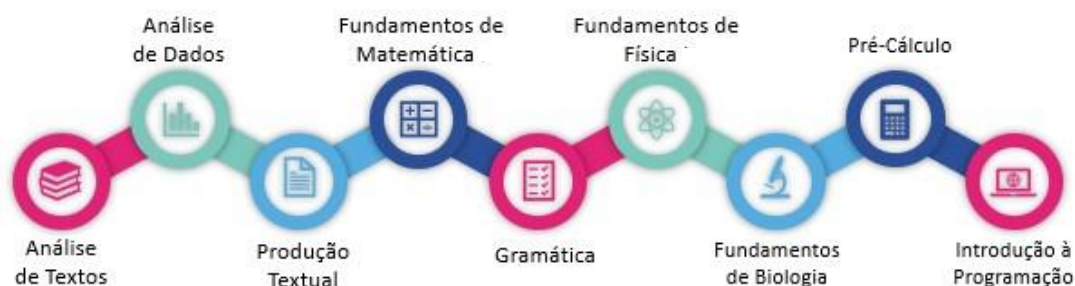 Análise
de Textos
Análise
de Dados
Produção
Textual
Fundamentos de
Matemática
Gramática
Fundamentos de
Física
Fundamentos
de Biologia
Pré-Cálculo
Introdução à
Programação